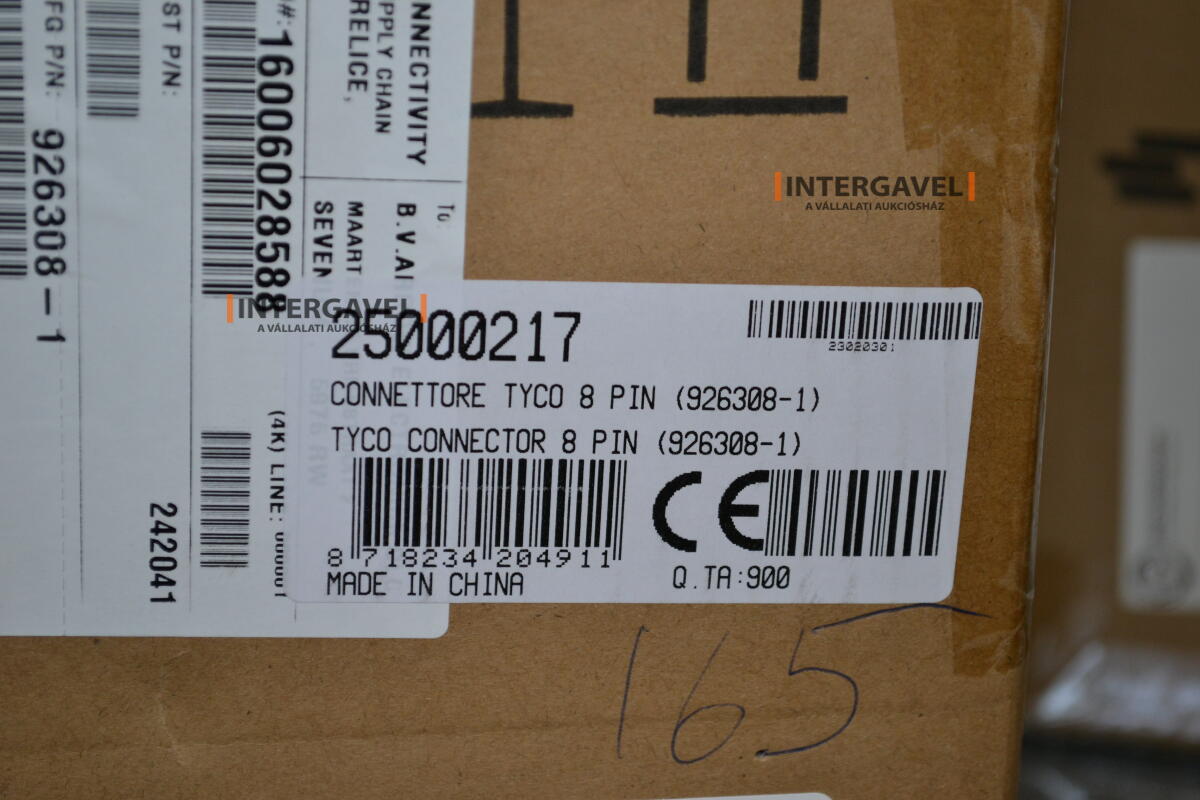 INTERGAVEL
A VÁLLALATI AUKCIÓSHÁZ
INTERGAVEL
A VÁLLALATI AUKCIÓSHÁZ
25000217
23020301
CONNETTORE TYCO 8 PIN (926308-1)
TYCO CONNECTOR 8 PIN (926308-1)
8 718234 204911
MADE IN CHINA
Q.TA:900
165
NNECTIVITY
PPLY CHAIN
RELICE,
To:
B.V.
MAART
SEVEN
#:1600602858
(4K) LINE:
ST P/N:
242041
FG P/N: 926308-1